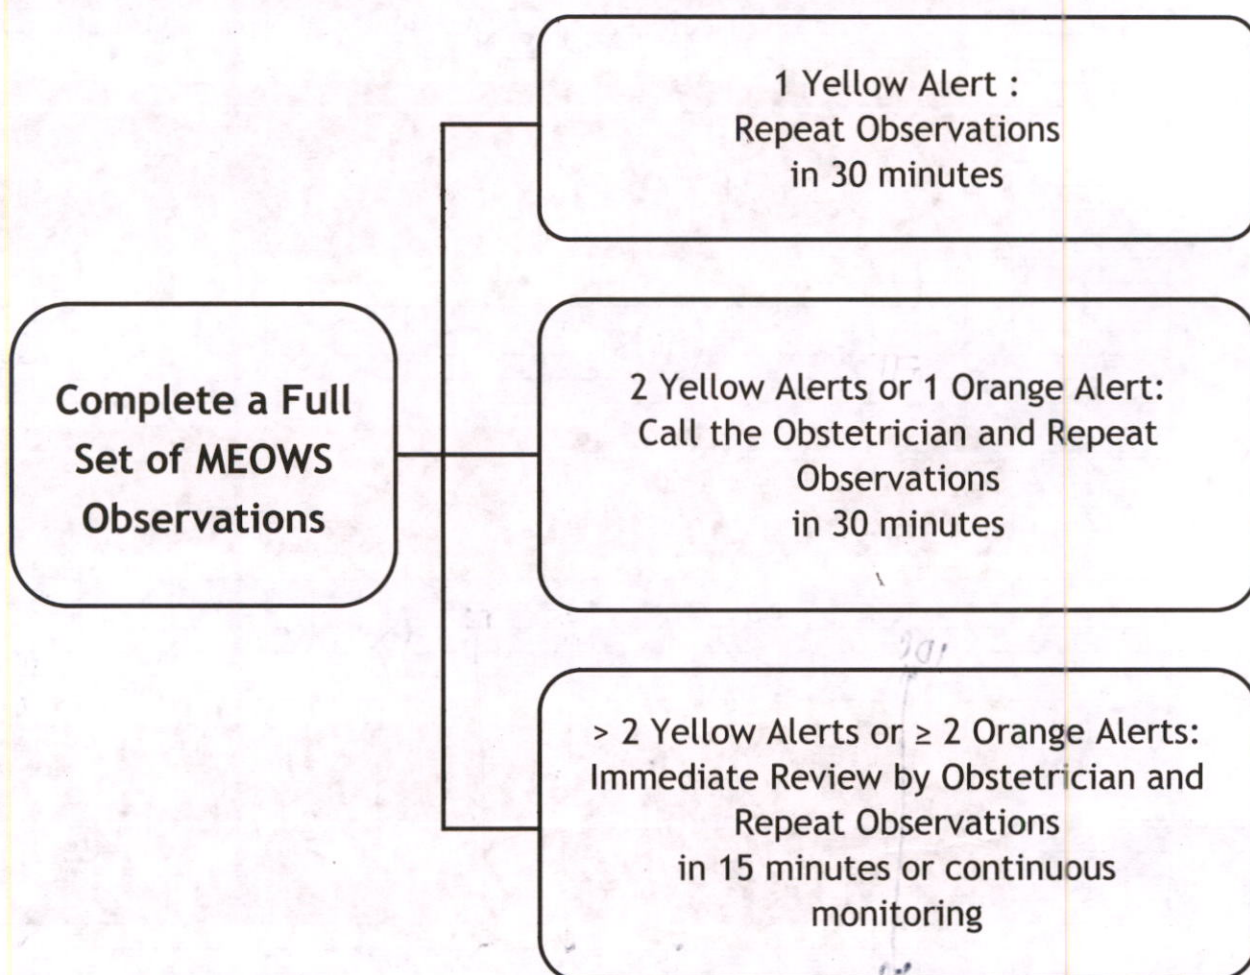 1 Yellow Alert :
Repeat Observations
in 30 minutes
Complete a Full
Set of MEOWS
Observations
2 Yellow Alerts or 1 Orange Alert:
Call the Obstetrician and Repeat
Observations
in 30 minutes
> 2 Yellow Alerts or ≥ 2 Orange Alerts:
Immediate Review by Obstetrician and
Repeat Observations
in 15 minutes or continuous
monitoring